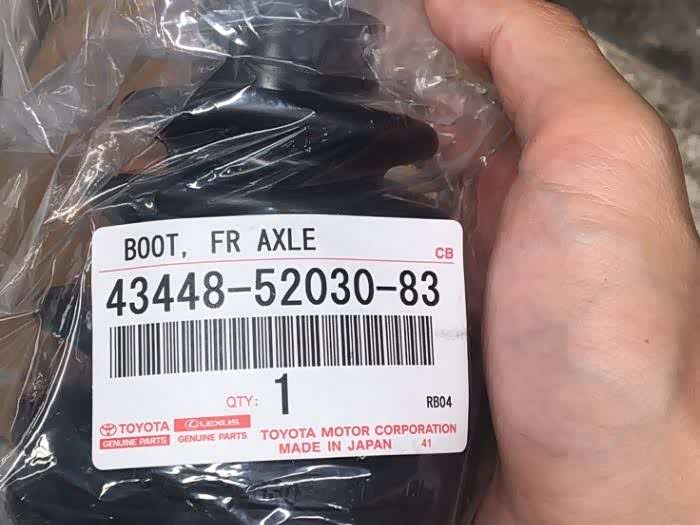 BOOT, FR AXLE
CB
43448-52030-83
QTY: 1
RB04
TOYOTA
GENUINE PARTS
LEXUS
GENUINE PARTS
TOYOTA MOTOR CORPORATION
MADE IN JAPAN 41